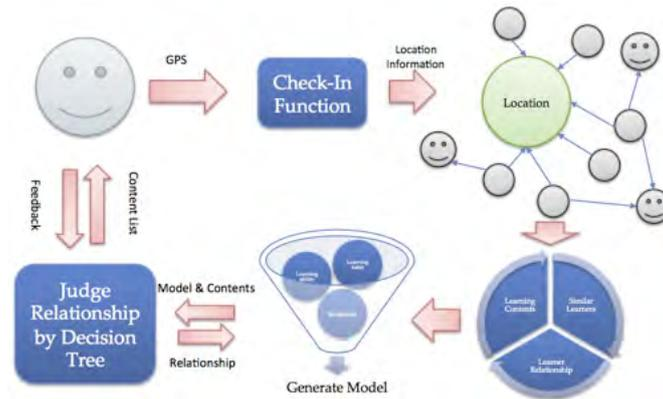 GPS
Check-In
Function
Location
Information
Location
Feedback
Content List
Judge
Relationship
by Decision
Tree
Model & Contents
Relationship
Learning
Generate Model
Learning
Contents
Similar
Learners
Learner
Relationship